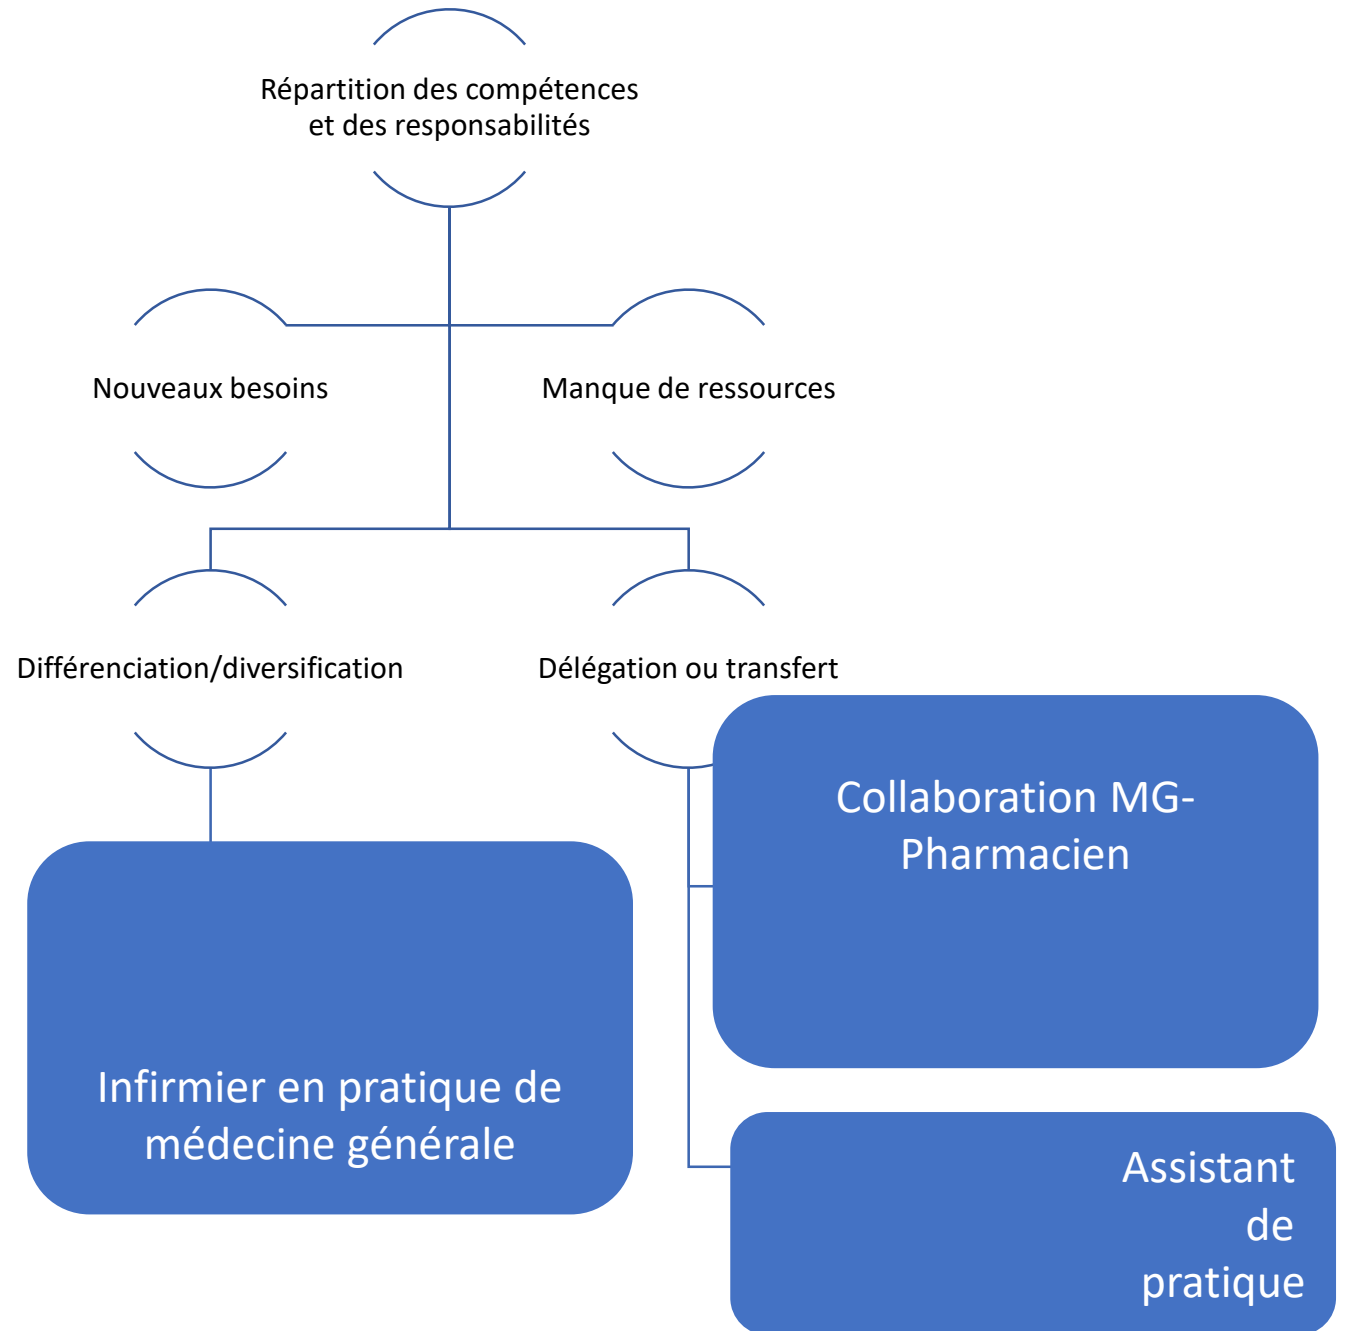 Répartition des compétences
et des responsabilités
Nouveaux besoins
Manque de ressources
Différenciation/diversification
Délégation ou transfert
Collaboration MG-
Pharmacien
Infirmier en pratique de
médecine générale
Assistant
de
pratique